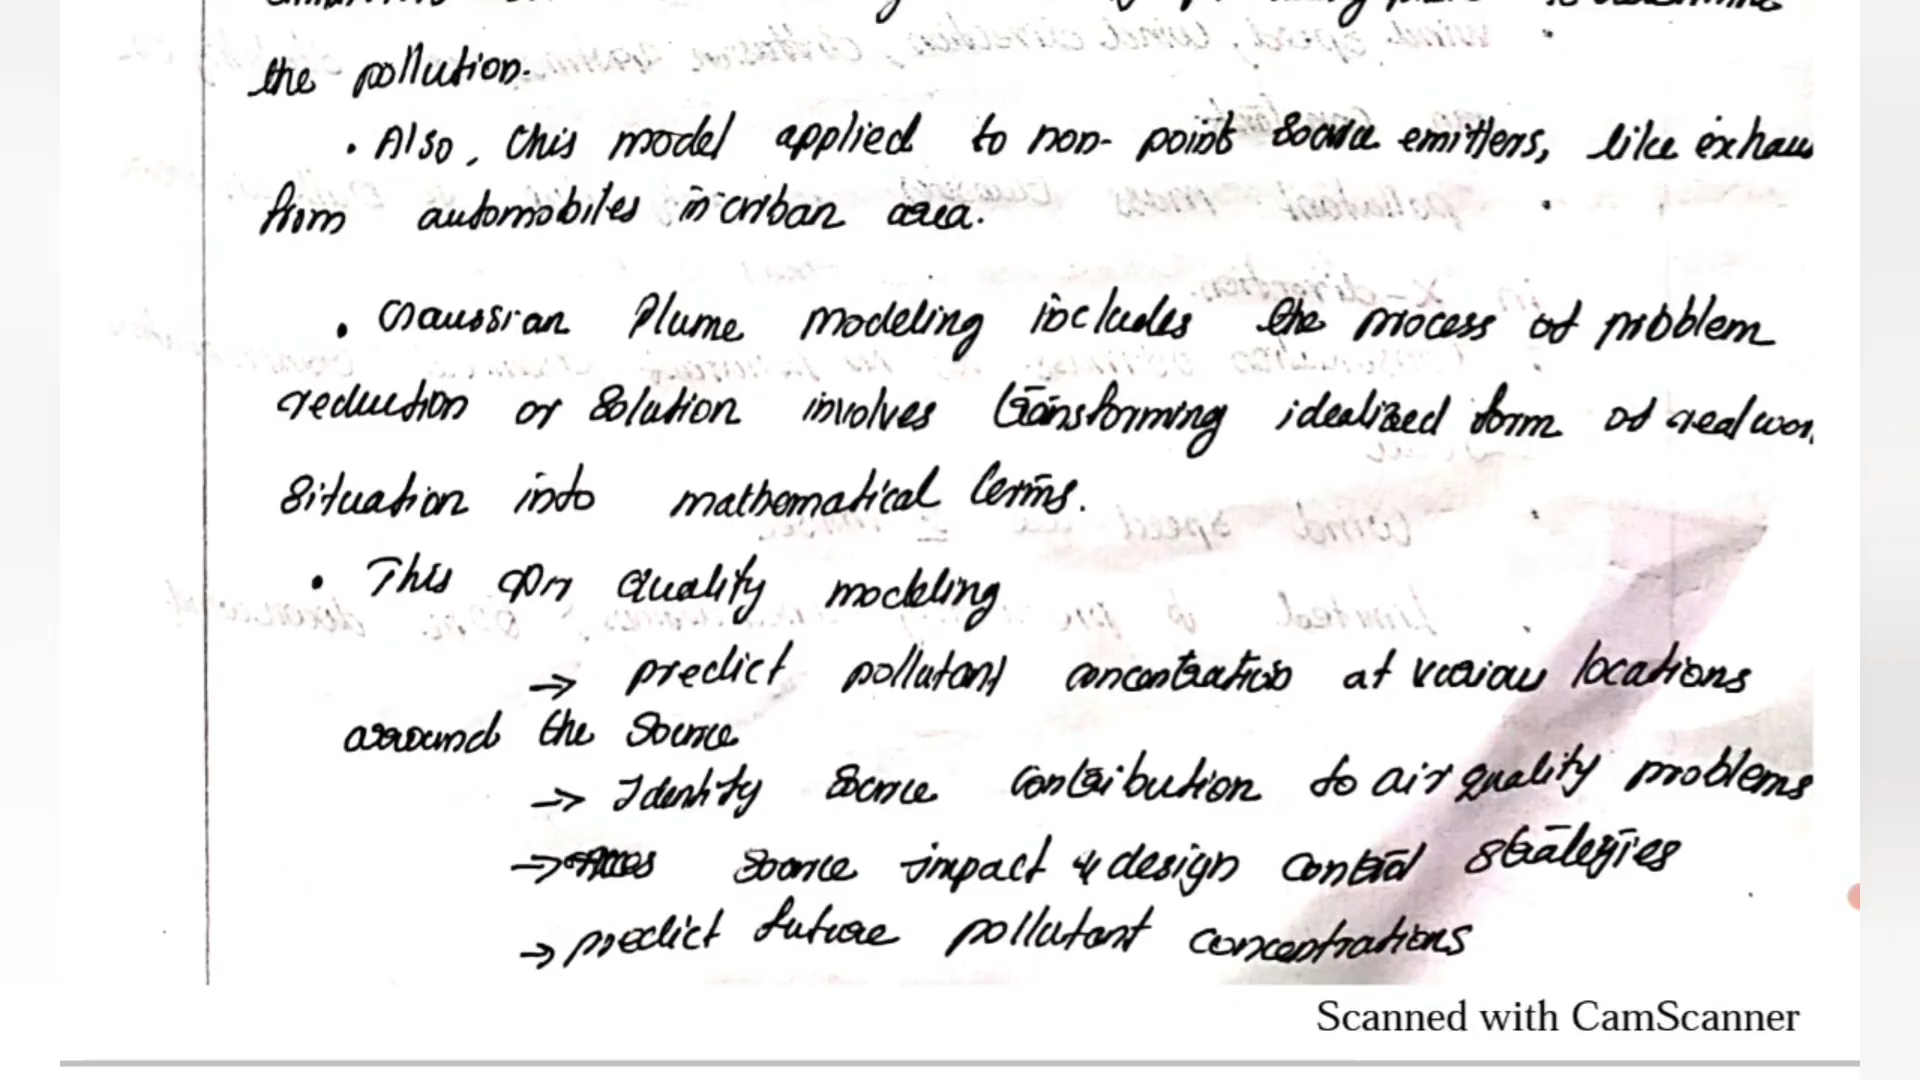 the pollution.
• Also, this model applied to non-point source emitters, like exhaus
from automobiles in urban area.
• Gaussian Plume modeling includes the process of problem
reduction or solution involves transforming idealized form of real wor
situation into mathematical terms.
• This air quality modeling
→ predict pollutant concentration at various locations
around the source
→ Identify source contribution to air quality problems
→ source impact & design control strategies
→ predict future pollutant concentrations
Scanned with CamScanner